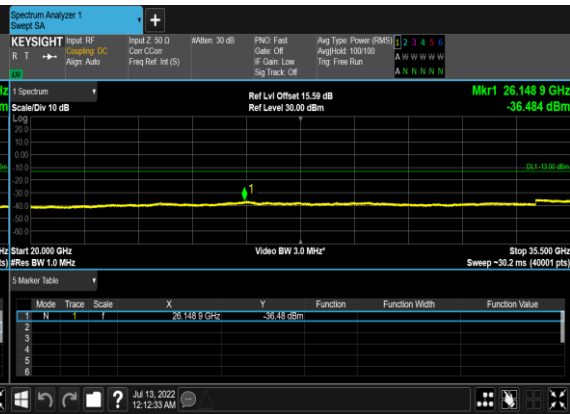 Spectrum Analyzer 1
Swept SA
+
KEYSIGHT Input: RF Input Z: 50 Ω #Atten: 30 dB PNO: Fast Avg Type: Power (RMS) 1 2 3 4 5 6
R T Coupling: DC Corr CCorr Gate: Off Avg|Hold: 100/100 A W W W W W
Align: Auto Freq Ref: Int (S) IF Gain: Low Trig: Free Run
Sig Track: Off A N N N N N
LW
1 Spectrum Ref Lvl Offset 15.59 dB Mkr1 26.148 9 GHz
Scale/Div 10 dB Ref Level 30.00 dBm -36.484 dBm
Log
20.0
10.0
0.00
-10.0 DL1 -13.00 dBm
-20.0
-30.0 1
-40.0
-50.0
-60.0
Hz Start 20.000 GHz Video BW 3.0 MHz* Stop 35.500 GHz
ts) #Res BW 1.0 MHz Sweep ~30.2 ms (40001 pts)
5 Marker Table
Mode Trace Scale X Y Function Function Width Function Value
1 N 1 f 26.148 9 GHz -36.48 dBm
2
3
4
5
6
? Jul 13, 2022
12:12:33 AM